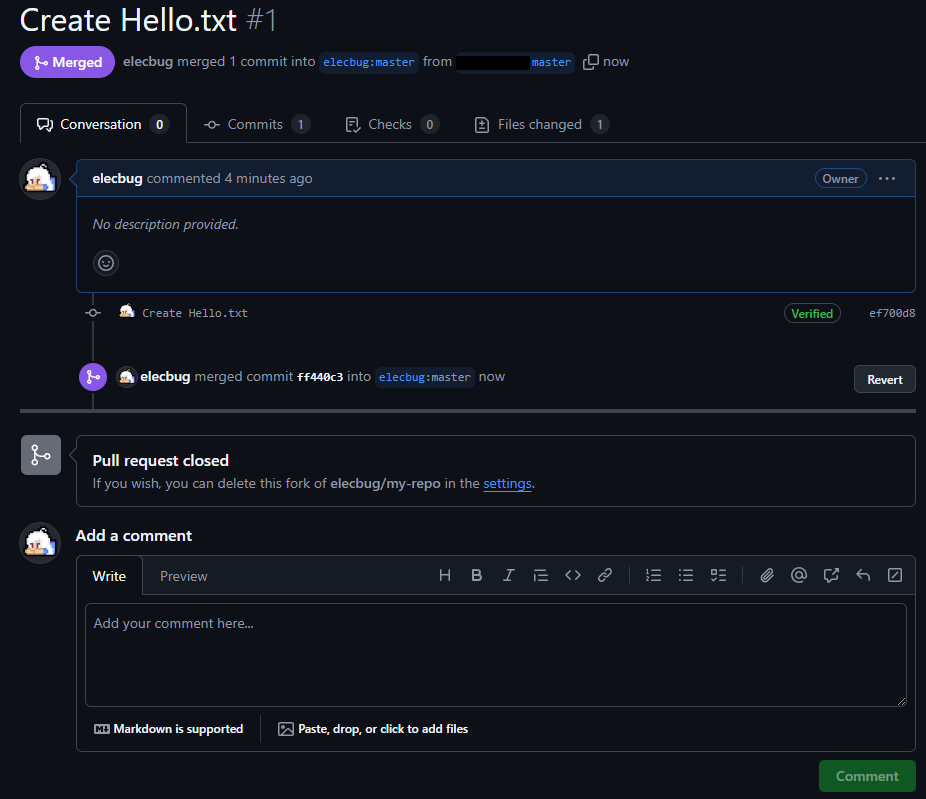 Create Hello.txt #1
Merged elecbug merged 1 commit into elecbug:master from master now
Conversation 0 Commits 1 Checks 0 Files changed 1
elecbug commented 4 minutes ago Owner
No description provided.
Create Hello.txt Verified ef700d8
elecbug merged commit ff440c3 into elecbug:master now Revert
Pull request closed
If you wish, you can delete this fork of elecbug/my-repo in the settings.
Add a comment
Write Preview
Add your comment here...
Markdown is supported Paste, drop, or click to add files
Comment